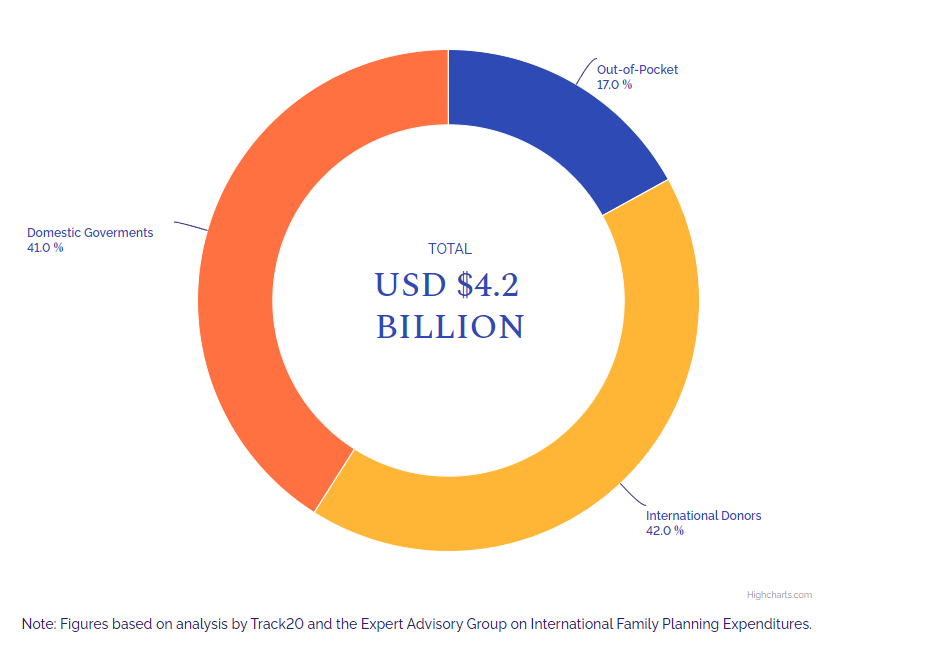 Out-of-Pocket
17.0 %
Domestic Goverments
41.0 %
TOTAL
USD $4.2
BILLION
International Donors
42.0 %
Highcharts.com
Note: Figures based on analysis by Track20 and the Expert Advisory Group on International Family Planning Expenditures.